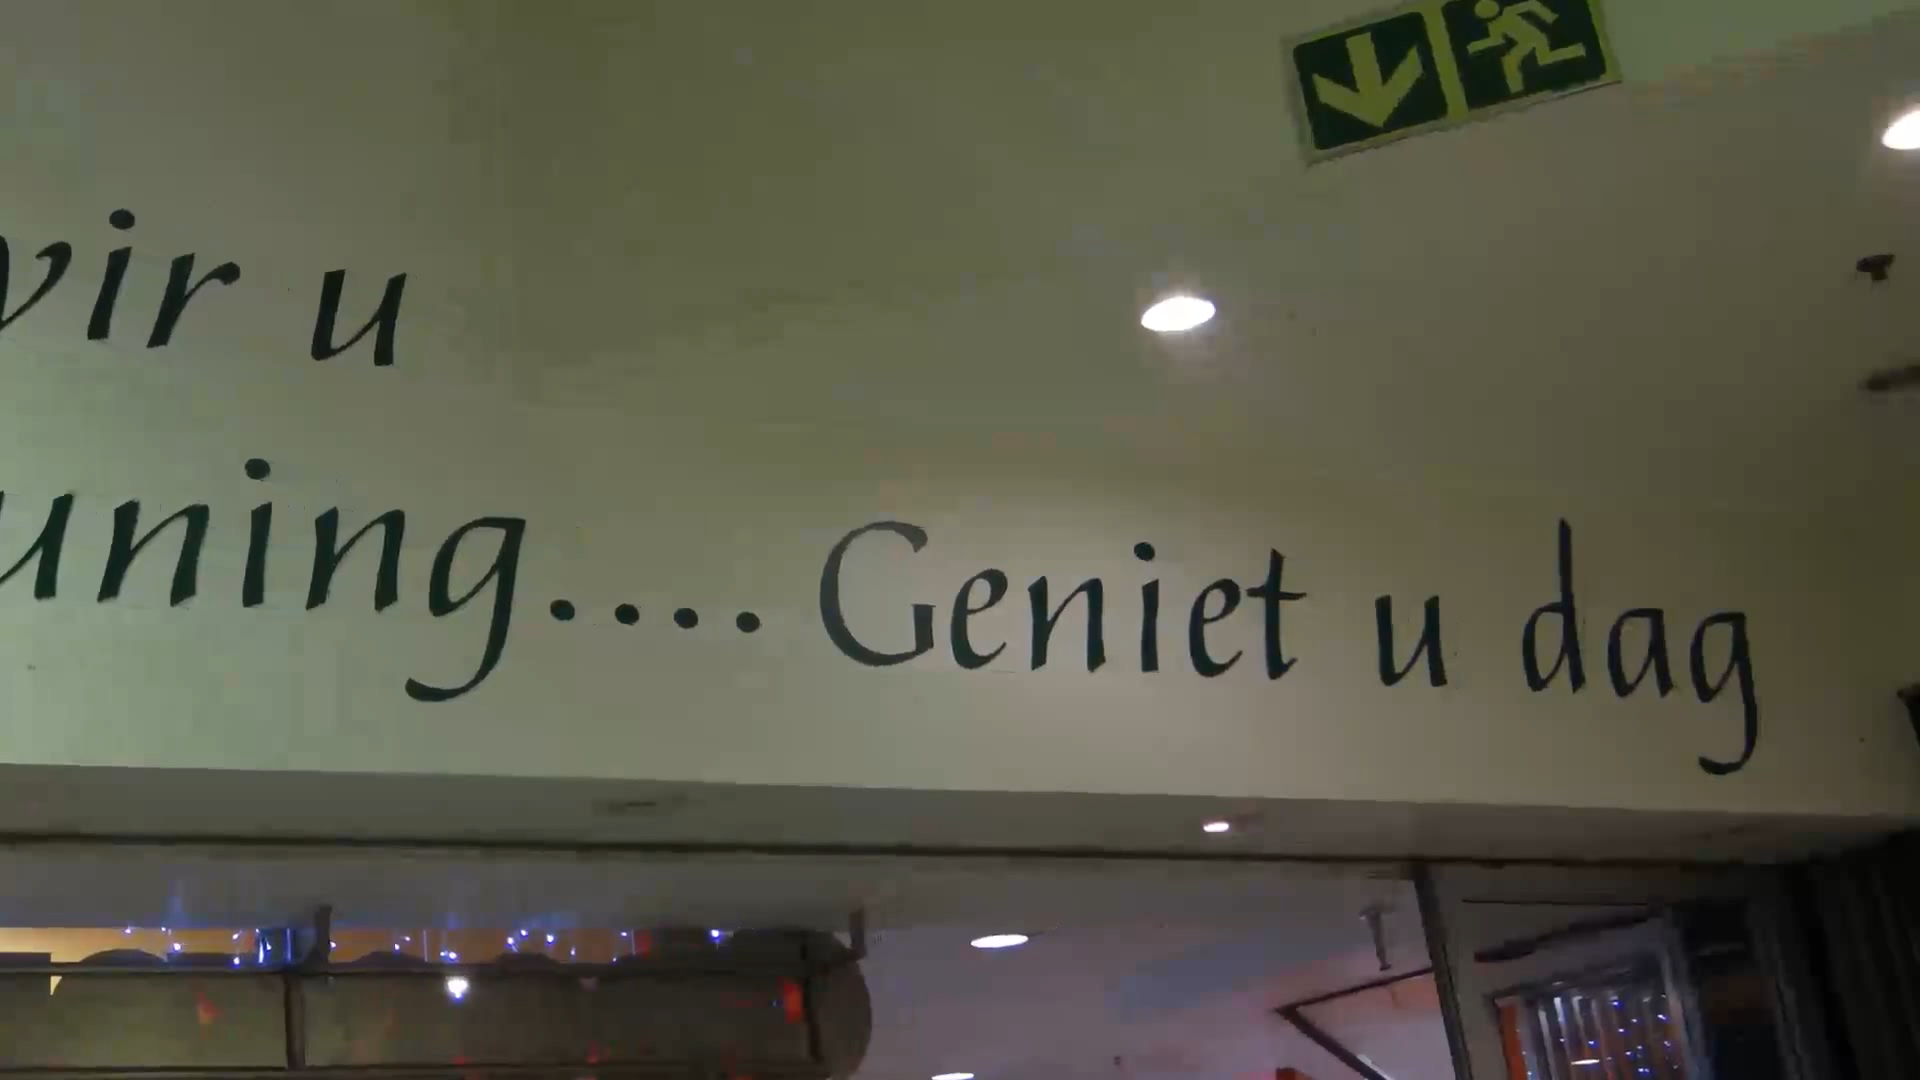 vir u
uning.... Geniet u dag